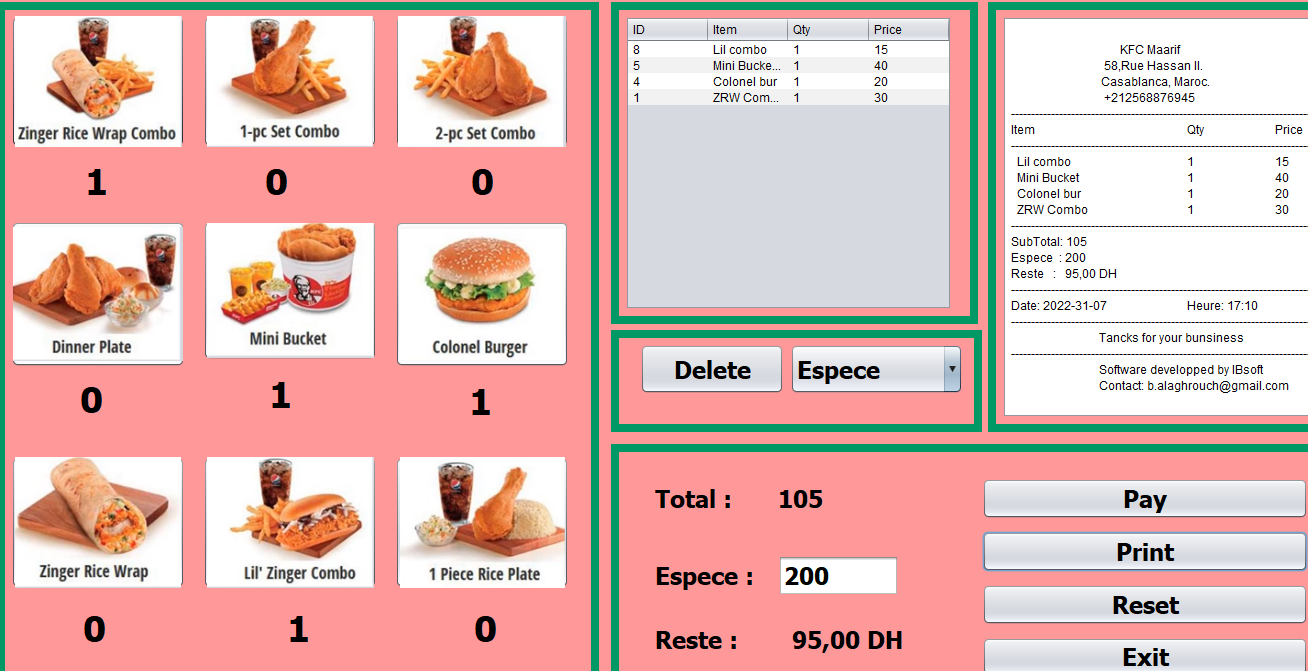 Zinger Rice Wrap Combo 1-pc Set Combo 2-pc Set Combo
1 0 0
Dinner Plate Mini Bucket Colonel Burger
0 1 1
Zinger Rice Wrap Lil' Zinger Combo 1 Piece Rice Plate
0 1 0
ID Item Qty Price
8 Lil combo 1 15
5 Mini Bucke... 1 40
4 Colonel bur 1 20
1 ZRW Com... 1 30
Delete Espece
KFC Maarif
58,Rue Hassan II.
Casablanca, Maroc.
+212568876945
Item Qty Price
Lil combo 1 15
Mini Bucket 1 40
Colonel bur 1 20
ZRW Combo 1 30
SubTotal: 105
Espece : 200
Reste : 95,00 DH
Date: 2022-31-07 Heure: 17:10
Tancks for your bunsiness
Software developped by IBsoft
Contact: b.alaghrouch@gmail.com
Total : 105
Espece : 200
Reste : 95,00 DH
Pay
Print
Reset
Exit